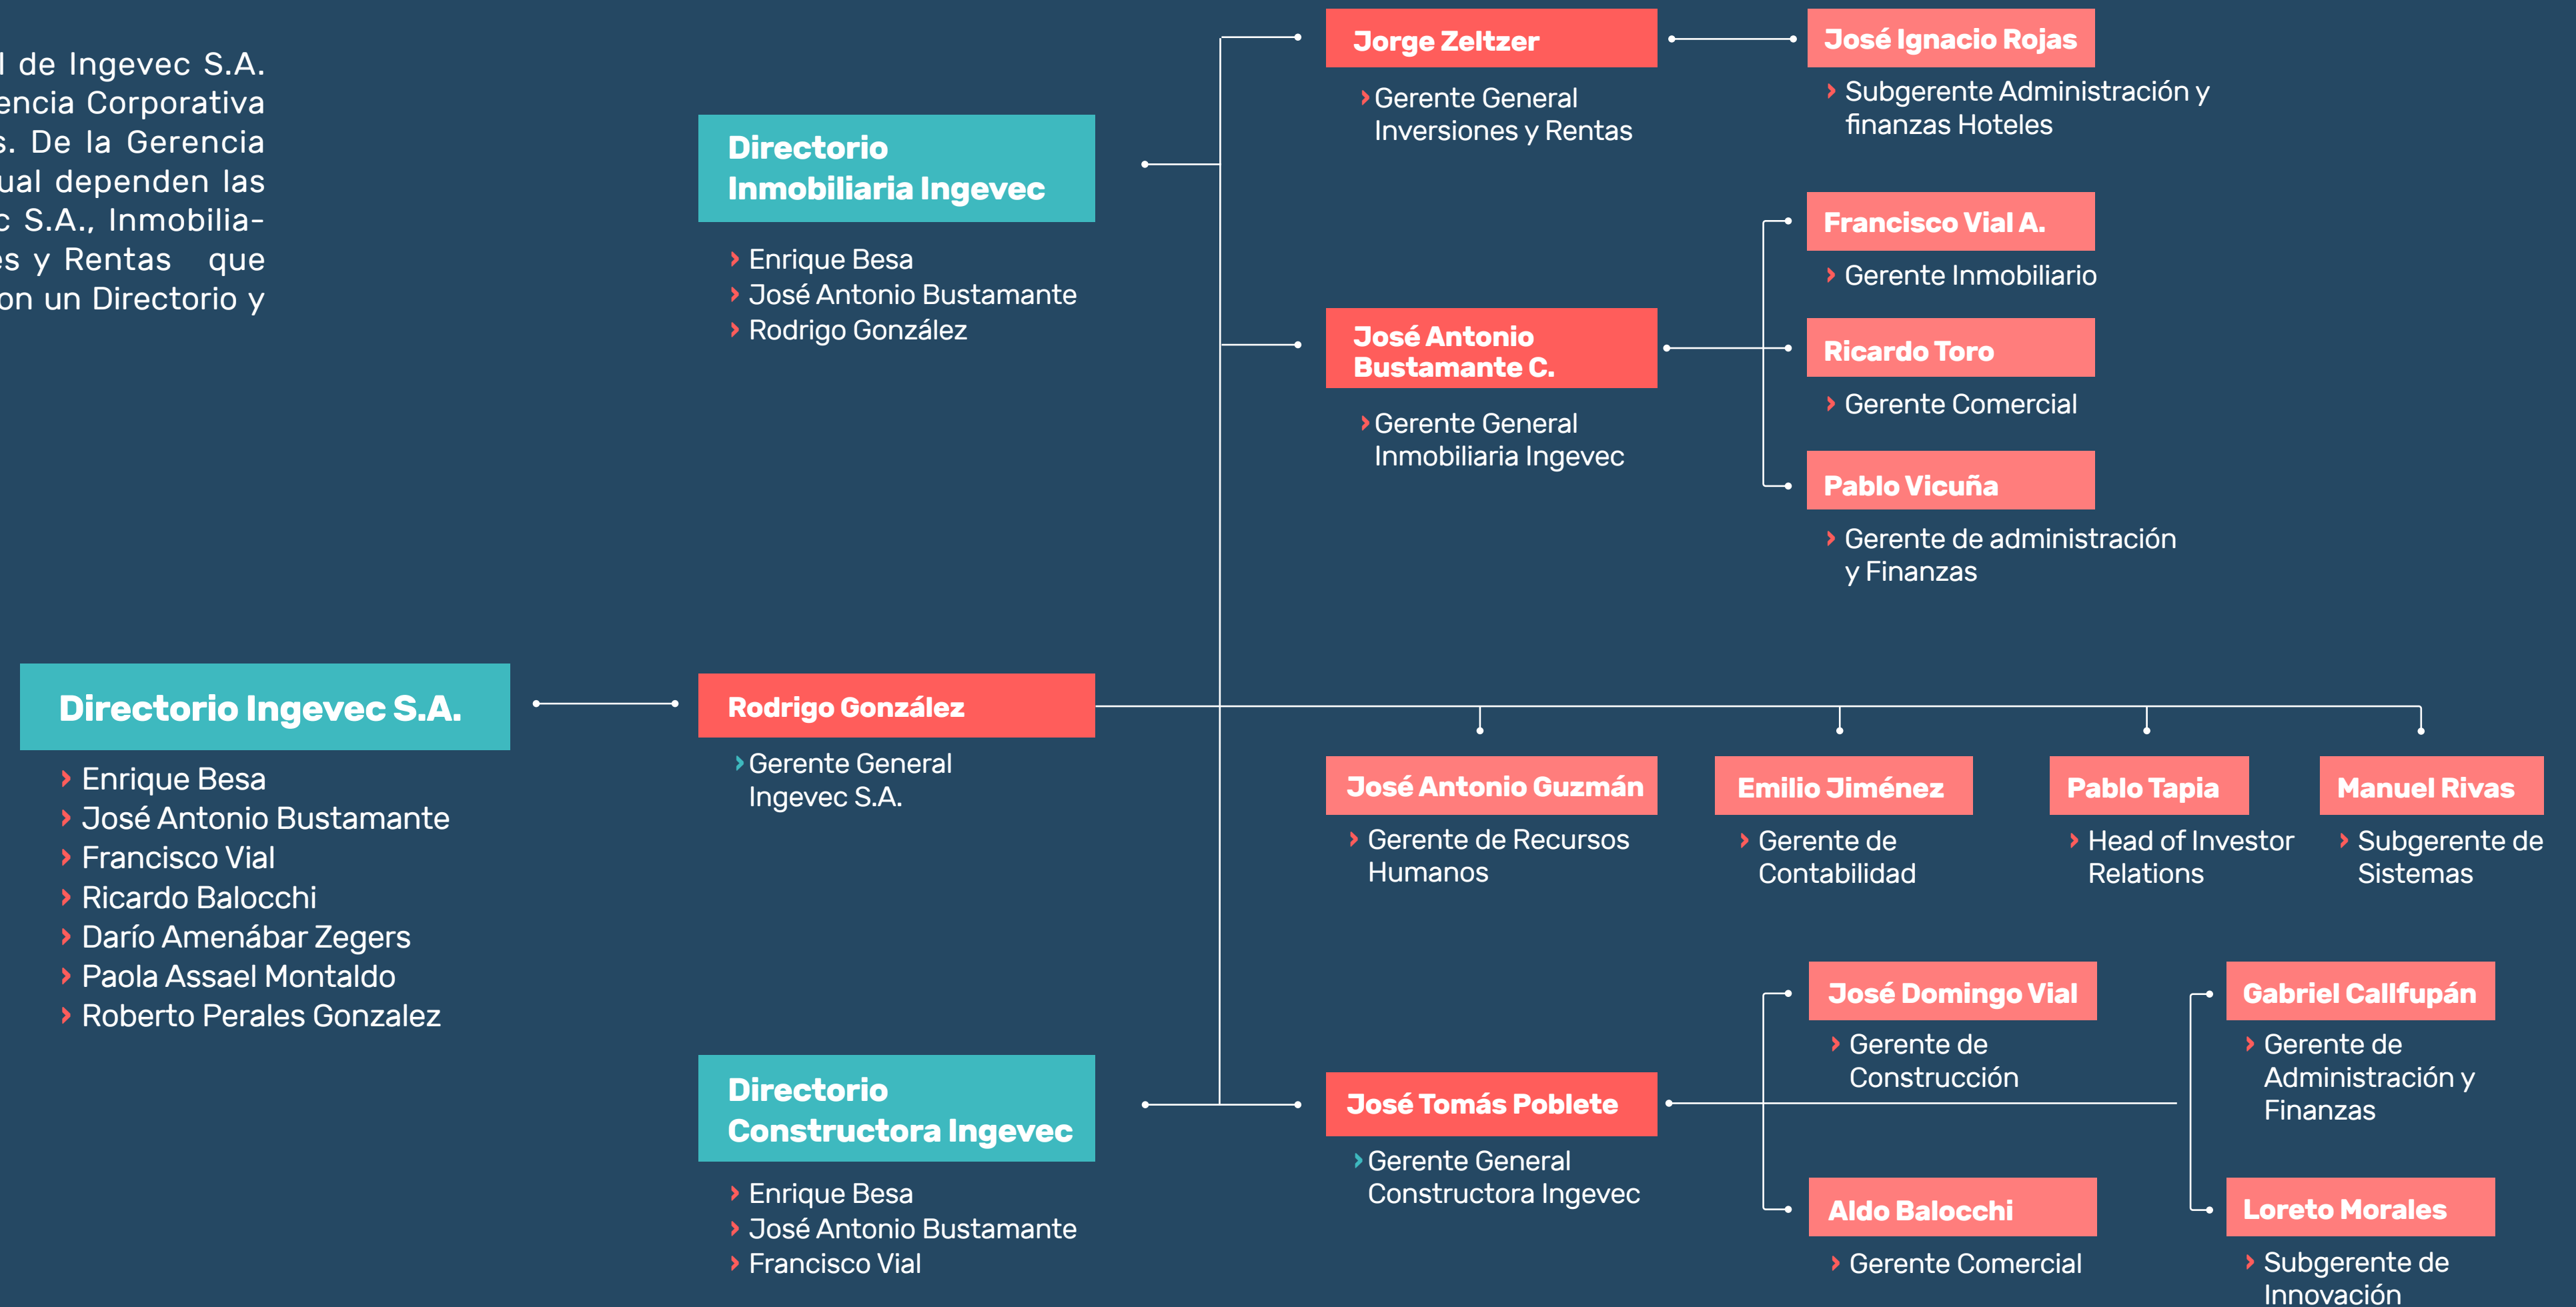 de Ingevec S.A.
Corporativa
De la Gerencia
dependen las
S.A., Inmobilia-
y Rentas que
un Directorio y
Directorio Ingevec S.A.
Enrique Besa
José Antonio Bustamante
Francisco Vial
Ricardo Balocchi
Darío Amenábar Zegers
Paola Assael Montaldo
Roberto Perales Gonzalez
Directorio
Inmobiliaria Ingevec
Enrique Besa
José Antonio Bustamante
Rodrigo González
Rodrigo González
Gerente General
Ingevec S.A.
Directorio
Constructora Ingevec
Enrique Besa
José Antonio Bustamante
Francisco Vial
Jorge Zeltzer
Gerente General
Inversiones y Rentas
José Ignacio Rojas
Subgerente Administración y
finanzas Hoteles
José Antonio
Bustamante C.
Gerente General
Inmobiliaria Ingevec
Francisco Vial A.
Gerente Inmobiliario
Ricardo Toro
Gerente Comercial
Pablo Vicuña
Gerente de administración
y Finanzas
José Antonio Guzmán
Gerente de Recursos
Humanos
Emilio Jiménez
Gerente de
Contabilidad
Pablo Tapia
Head of Investor
Relations
Manuel Rivas
Subgerente de
Sistemas
José Tomás Poblete
Gerente General
Constructora Ingevec
José Domingo Vial
Gerente de
Construcción
Aldo Balocchi
Gerente Comercial
Gabriel Callfupán
Gerente de
Administración y
Finanzas
Loreto Morales
Subgerente de
Innovación